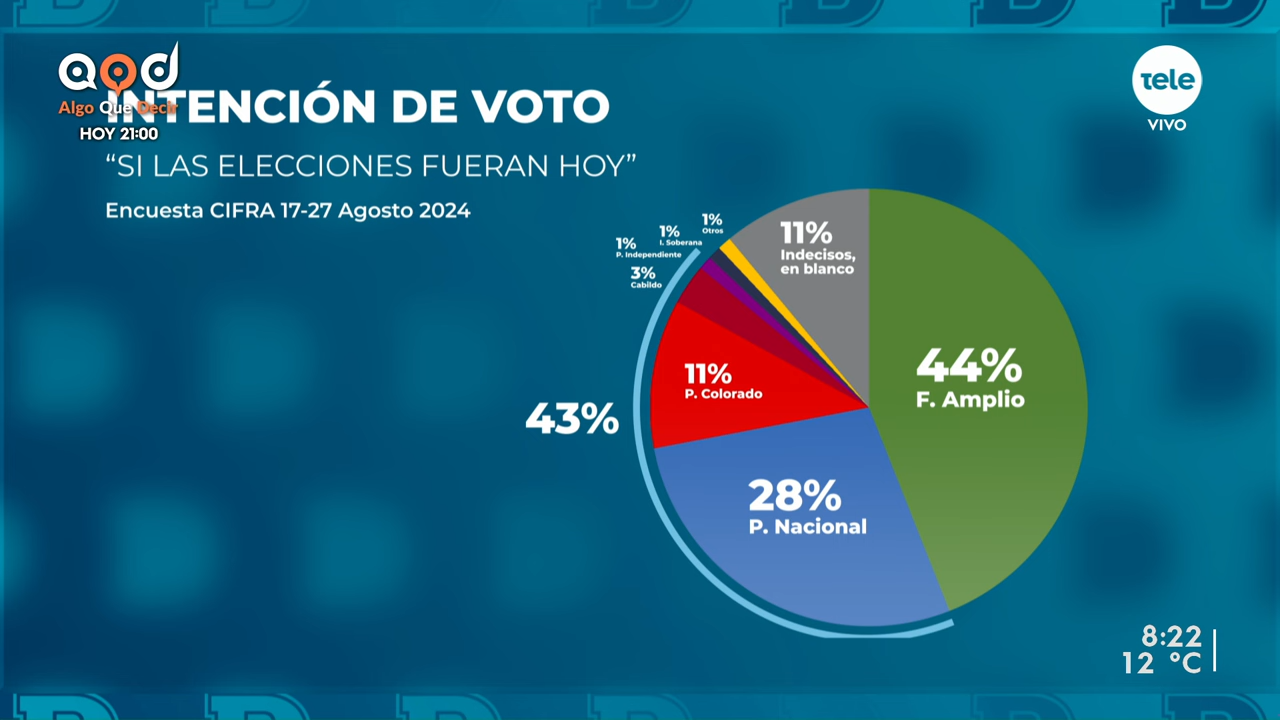 aqd
Algo Que Decir
HOY 21:00
INTENCIÓN DE VOTO
“SI LAS ELECCIONES FUERAN HOY”
Encuesta CIFRA 17-27 Agosto 2024
tele
VIVO
1%
Otros
1%
I. Soberana
1%
P. Independiente
3%
Cabildo
11%
Indecisos,
en blanco
44%
F. Amplio
11%
P. Colorado
43%
28%
P. Nacional
8:22
12 °C